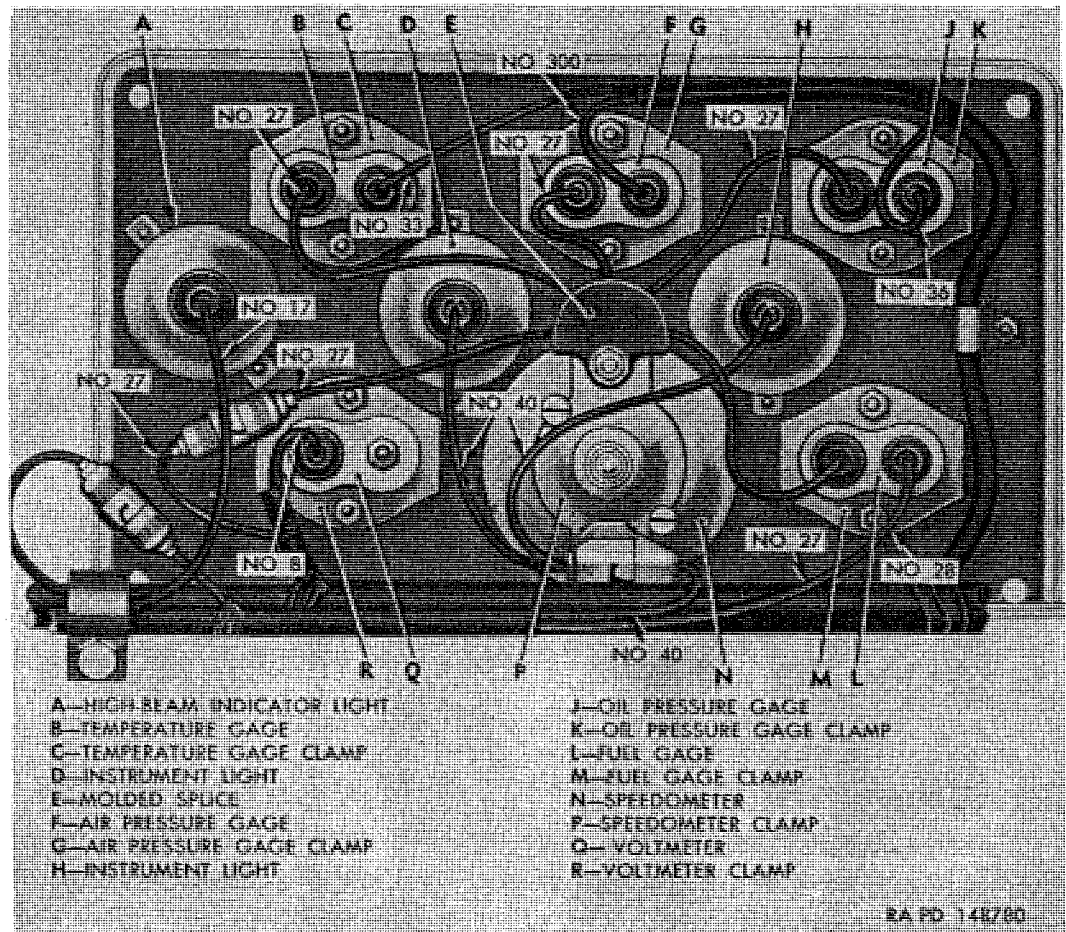 A B C D E F G H J K
NO 300
NO 27
NO 27
NO 27
NO 33
NO 36
NO 17
NO 27
NO 27
NO 40
NO 8
NO 27
NO 28
NO 40
R Q P N M L
A—HIGH-BEAM INDICATOR LIGHT
B—TEMPERATURE GAGE
C—TEMPERATURE GAGE CLAMP
D—INSTRUMENT LIGHT
E—MOLDED SPLICE
F—AIR PRESSURE GAGE
G—AIR PRESSURE GAGE CLAMP
H—INSTRUMENT LIGHT
J—OIL PRESSURE GAGE
K—OIL PRESSURE GAGE CLAMP
L—FUEL GAGE
M—FUEL GAGE CLAMP
N—SPEEDOMETER
P—SPEEDOMETER CLAMP
Q— VOLTMETER
R—VOLTMETER CLAMP
RA PD 148780